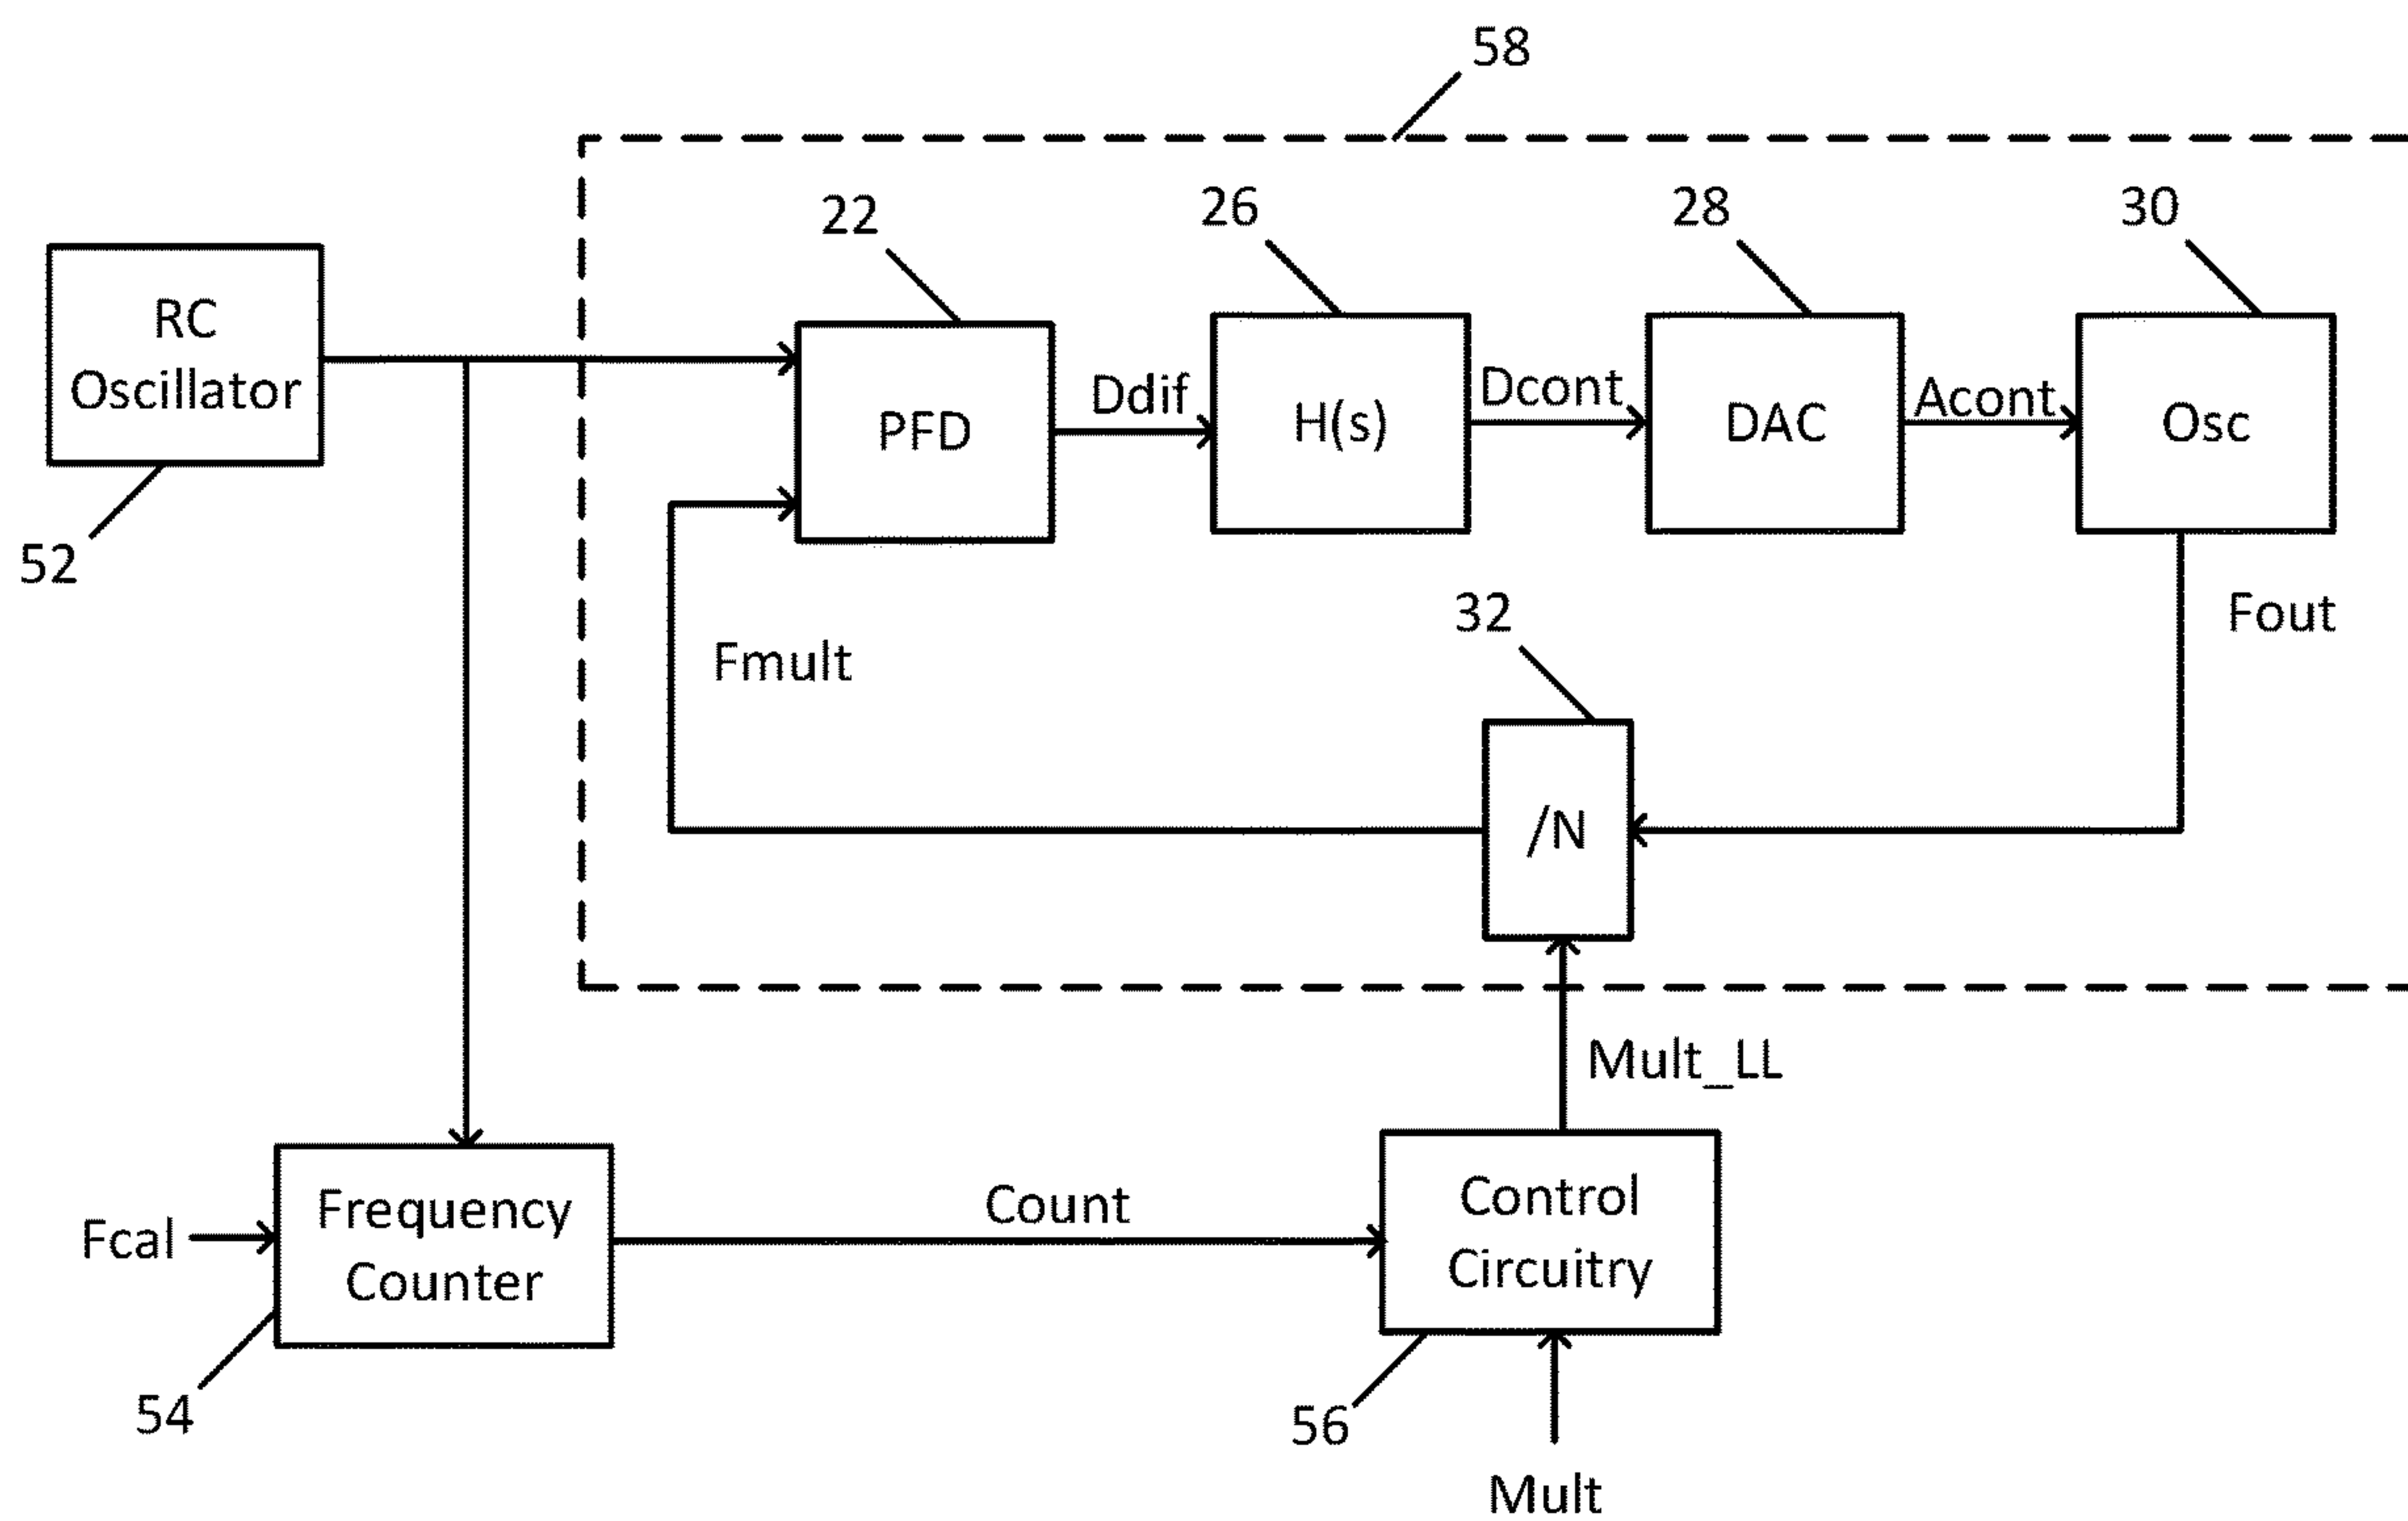 58
22
26
28
30
RC
Oscillator
PFD
Ddif
H(s)
Dcont
DAC
Acont
Osc
52
Fmult
32
Fout
/N
Mult_LL
Fcal
Frequency
Counter
Count
Control
Circuitry
54
56
Mult